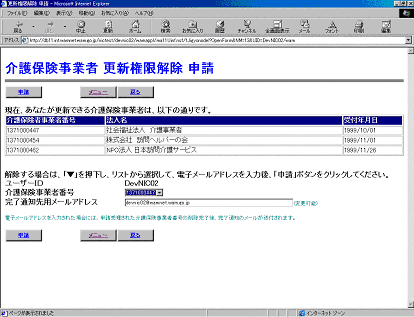 更新権限解除 申請 - Microsoft Internet Explorer
ファイル(F) 編集(E) 表示(V) 移動(G) お気に入り(A) ヘルプ(H)
戻る 進む 中止 更新 ホーム 検索 お気に入り 履歴 チャンネル 全画面表示 メール フォント 印刷 編集
アドレス
介護保険事業者 更新権限解除 申請
申請 メニュー 戻る
現在、あなたが更新できる介護保険事業者は、以下の通りです。
介護保険事業者番号 法人名 受付年月日
1371000447 社会福祉法人 介護事業者 1999/10/01
1371000454 株式会社 訪問ヘルパーの会 1999/11/01
1371000462 NPO法人 日本訪問介護サービス 1999/11/26
解除する場合は、「▼」を押下し、リストから選択して、電子メールアドレスを入力後、「申請」ボタンをクリックしてください。
ユーザーID DevNIC02
介護保険事業者番号 1371000447
完了通知先用メールアドレス devnic02@wamnet.wam.go.jp (変更可能)
電子メールアドレスを入力された場合には、申請処理された介護保険事業者番号の削除完了後、完了通知のメールが送付されます。
申請 メニュー 戻る
ページが表示されました インターネット ゾーン